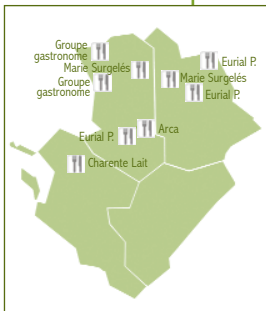 Groupe
gastronome
Marie Surgelés
Groupe
gastronome
Eurial P.
Marie Surgelés
Eurial P.
Eurial P.
Arca
Charente Lait